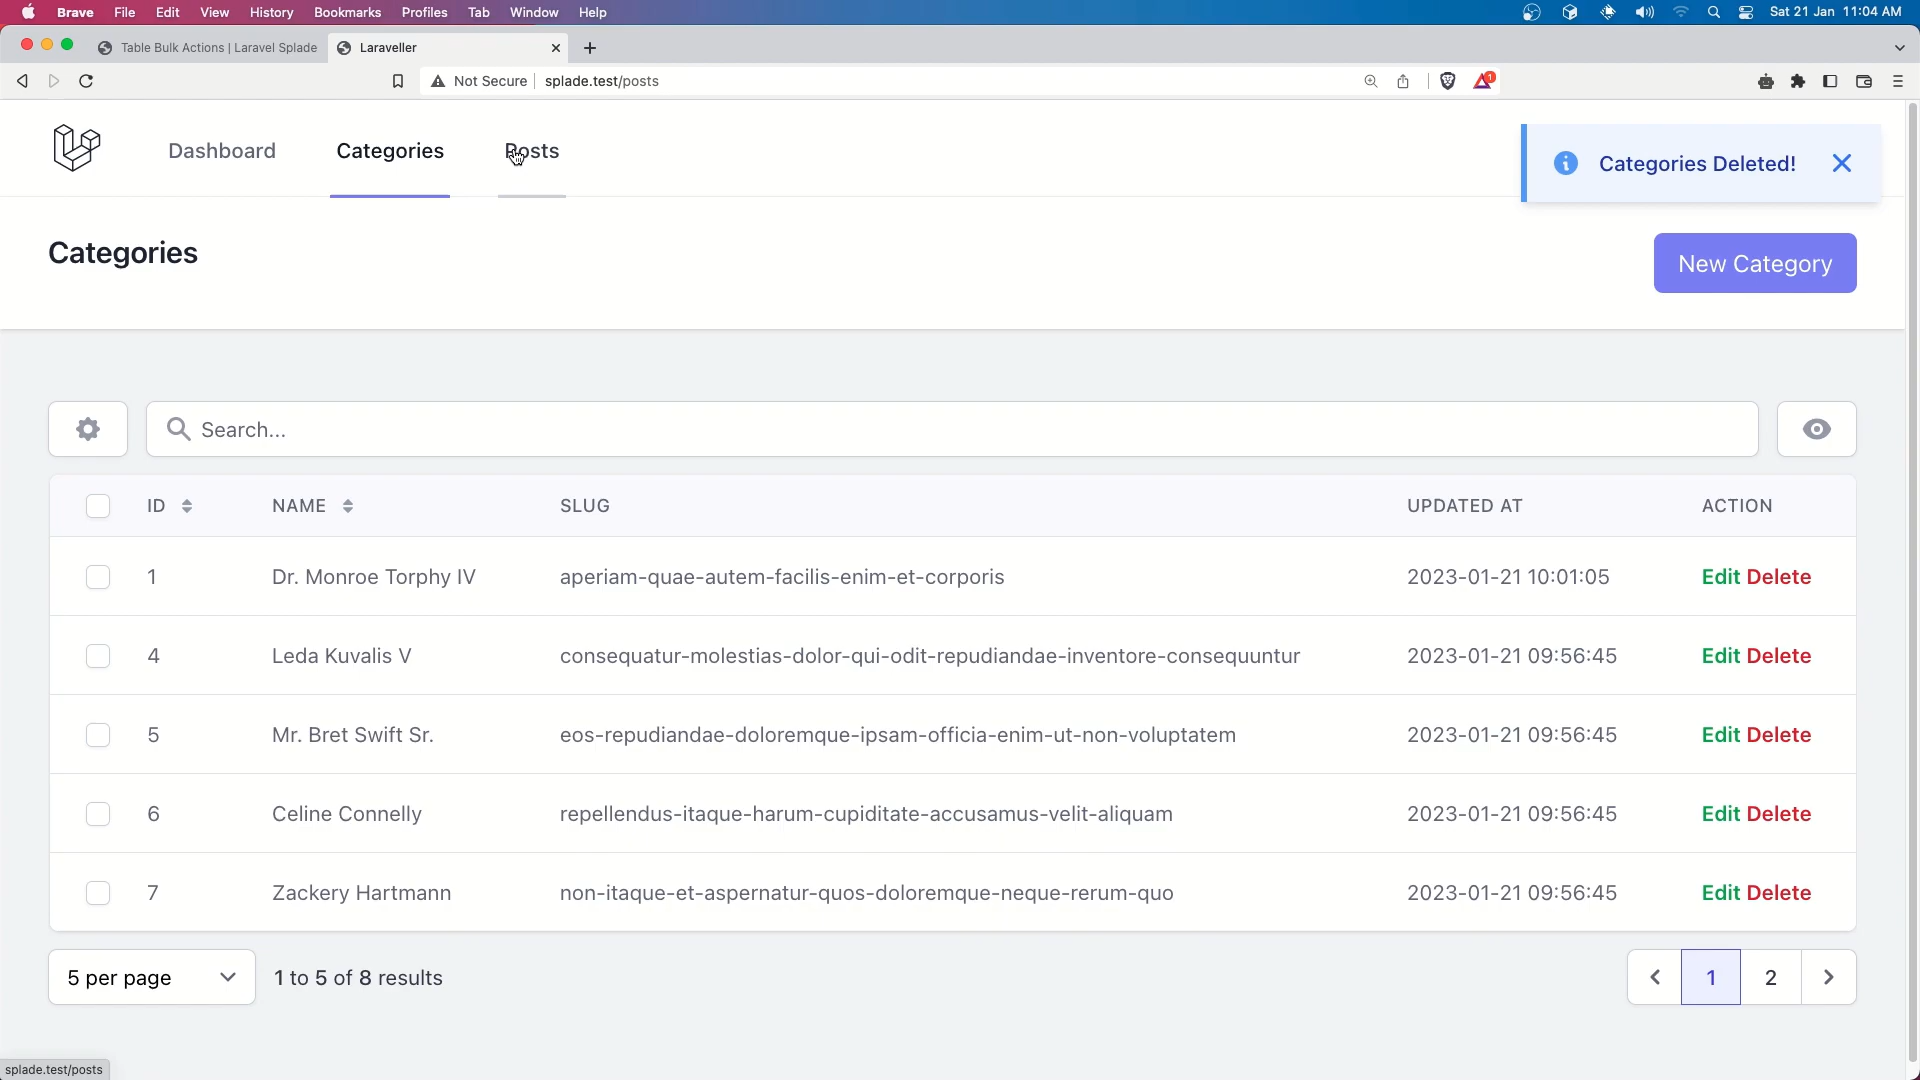 Brave File Edit View History Bookmarks Profiles Tab Window Help Sat 21 Jan 11:04 AM
Table Bulk Actions | Laravel Splade Laraveller
Not Secure splade.test/posts 1
Dashboard Categories Posts
Categories Deleted!
Categories
New Category
Search...
ID NAME SLUG UPDATED AT ACTION
1 Dr. Monroe Torphy IV aperiam-quae-autem-facilis-enim-et-corporis 2023-01-21 10:01:05 Edit Delete
4 Leda Kuvalis V consequatur-molestias-dolor-qui-odit-repudiandae-inventore-consequuntur 2023-01-21 09:56:45 Edit Delete
5 Mr. Bret Swift Sr. eos-repudiandae-doloremque-ipsam-officia-enim-ut-non-voluptatem 2023-01-21 09:56:45 Edit Delete
6 Celine Connelly repellendus-itaque-harum-cupiditate-accusamus-velit-aliquam 2023-01-21 09:56:45 Edit Delete
7 Zackery Hartmann non-itaque-et-aspernatur-quos-doloremque-neque-rerum-quo 2023-01-21 09:56:45 Edit Delete
5 per page 1 to 5 of 8 results 1 2
splade.test/posts